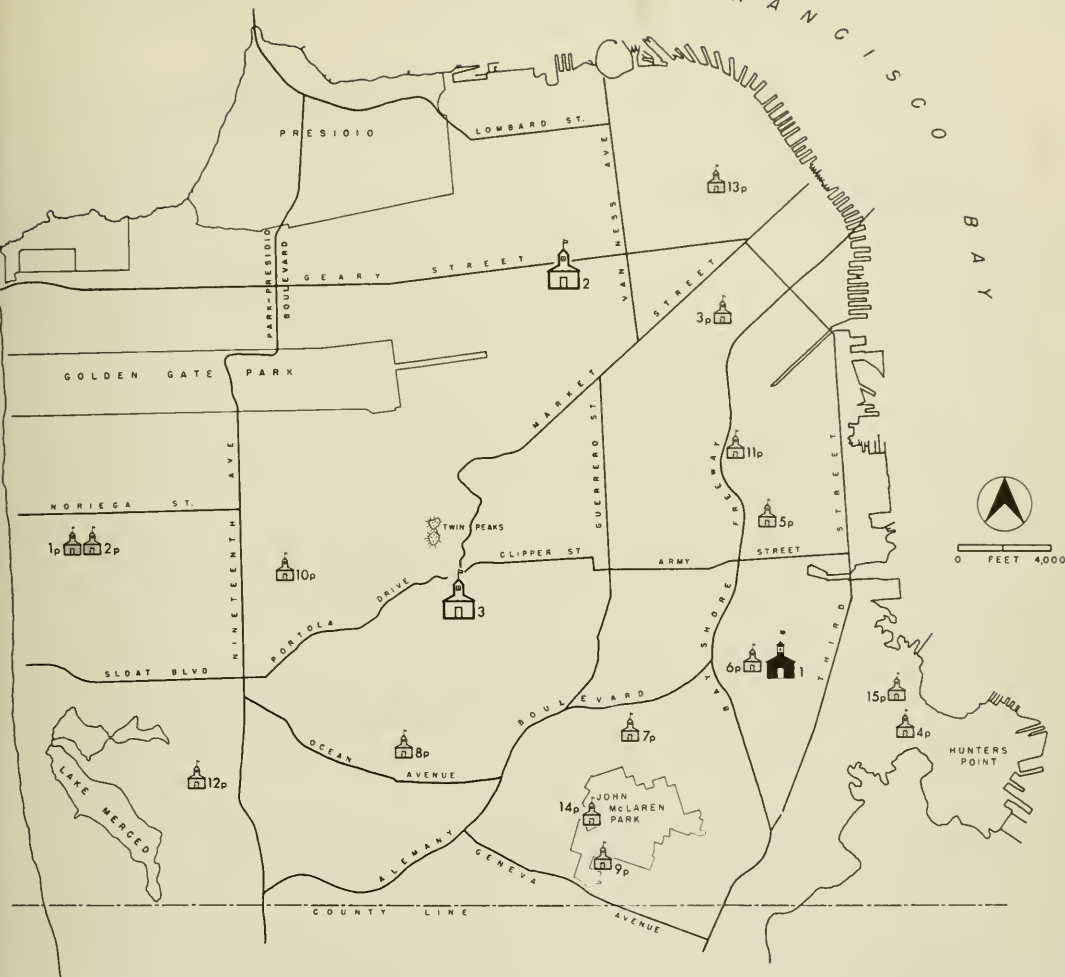 RANCISCO
BAY
PRESIDIO
LOMBARD ST.
VAN NESS AVE
13p
PARK-PRESIDIO
BOULEVARD
GEARY STREET
2
MARKET STREET
3p
GOLDEN GATE PARK
GUERRERO ST.
FREEWAY
11p
THIRD STREET
NINETEENTH AVE
NORIEGA ST.
1p
2p
TWIN PEAKS
5p
0 FEET 4,000
CLIPPER ST
ARMY STREET
10p
PORTOLA DRIVE
3
BAY SHORE
SLOAT BLVD
6p
1
15p
4p
HUNTERS
POINT
BOULEVARD
7p
OCEAN AVENUE
8p
12p
LAKE MERCED
JOHN
McLAREN
PARK
14p
9p
ALEMANY
GENEVA AVENUE
COUNTY LINE